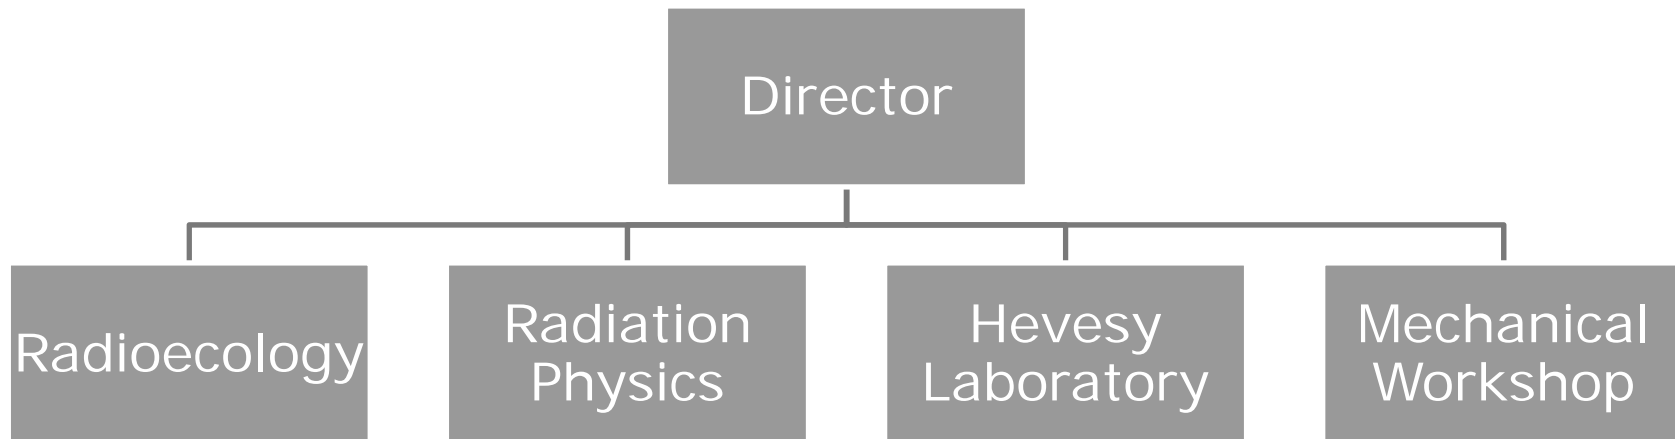 Director
Radioecology
Radiation
Physics
Hevesy
Laboratory
Mechanical
Workshop